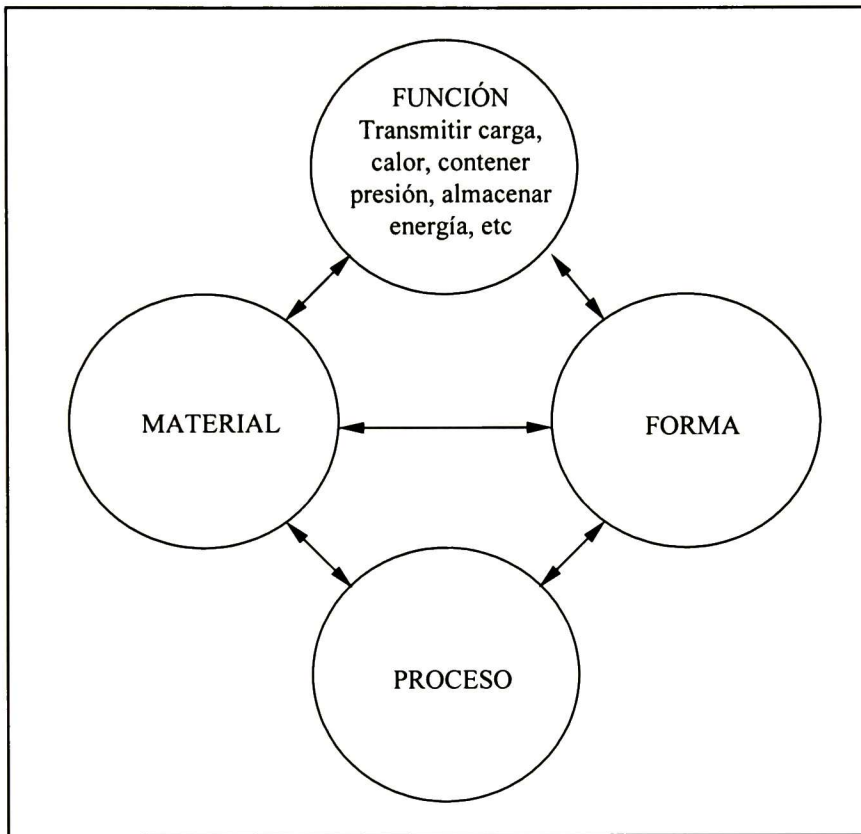 FUNCIÓN
Transmitir carga,
calor, contener
presión, almacenar
energía, etc
MATERIAL
FORMA
PROCESO